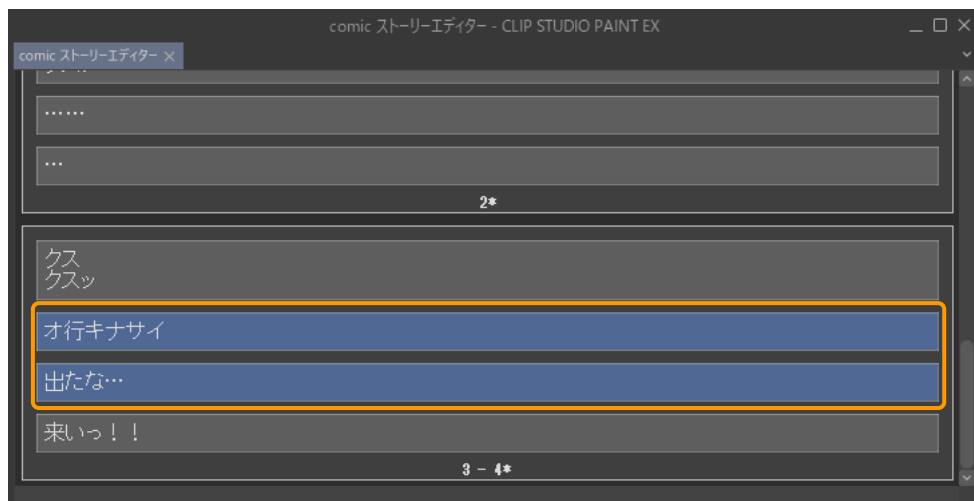 comic ストーリーエディター - CLIP STUDIO PAINT EX
comic ストーリーエディター
……
…
2*
クス
クスッ
オ行キナサイ
出たな…
来いっ！！
3 - 4*